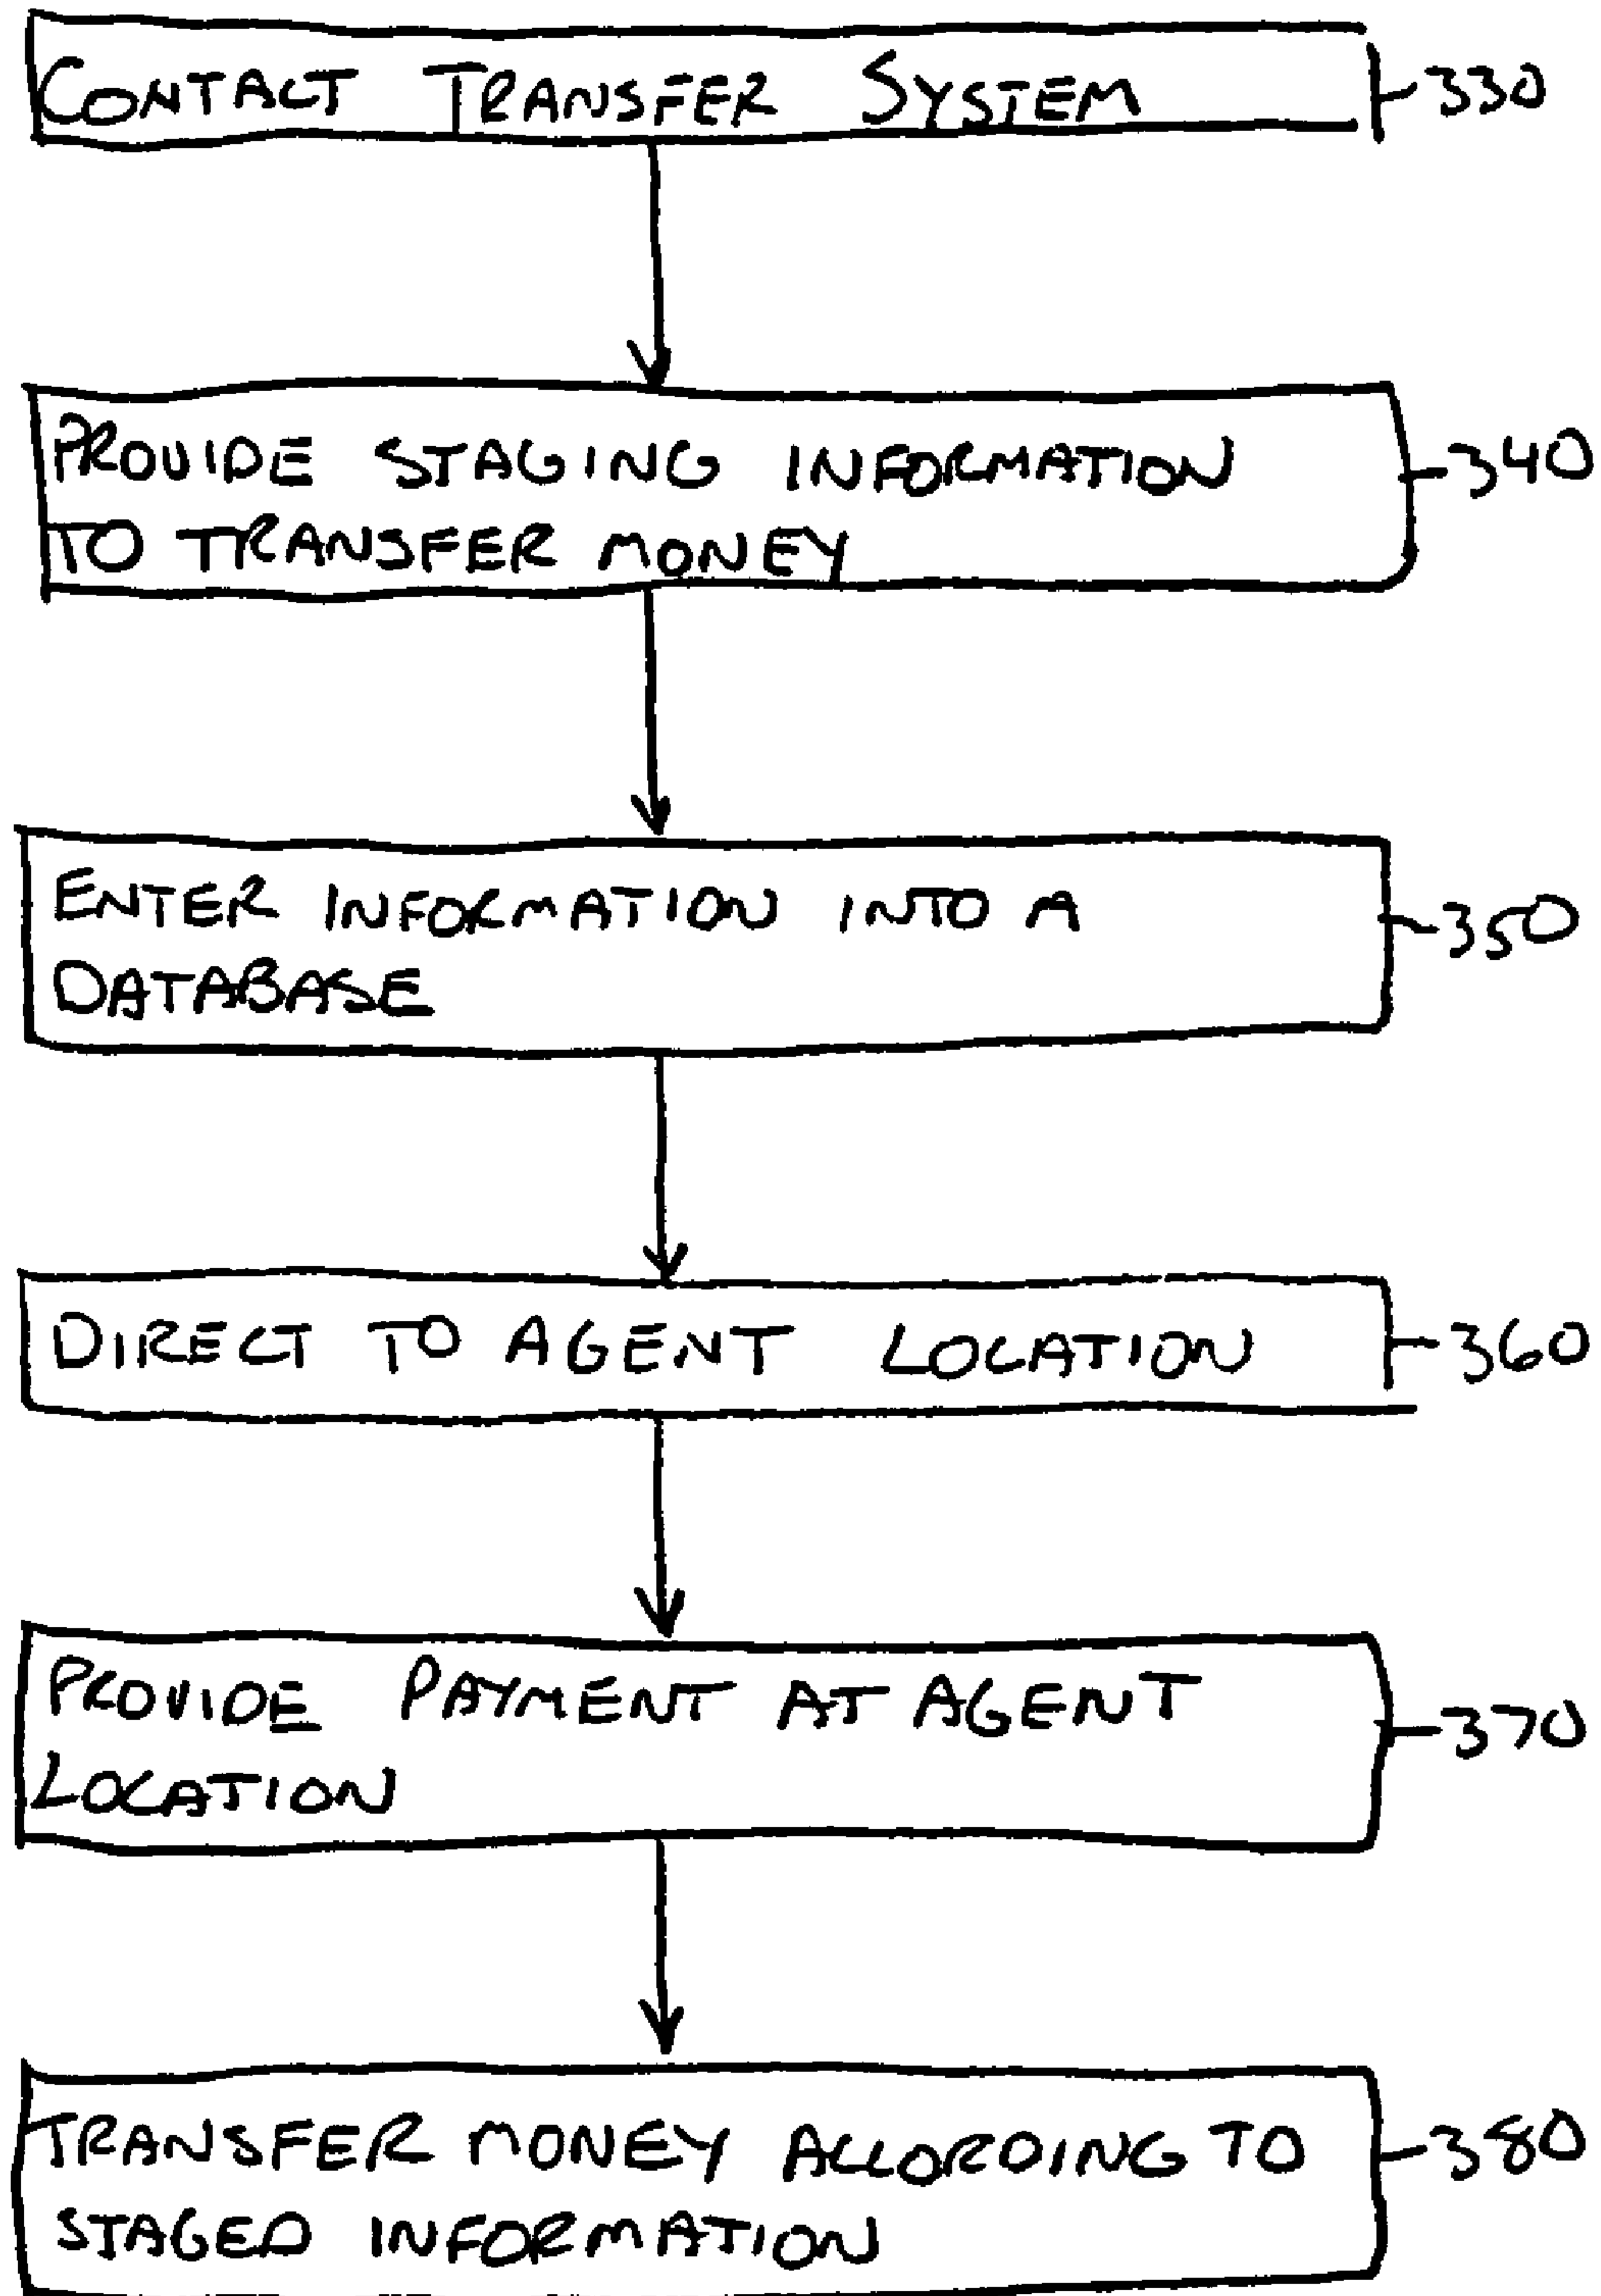 CONTACT TRANSFER SYSTEM 330
PROVIDE STAGING INFORMATION 340
TO TRANSFER MONEY
ENTER INFORMATION INTO A 350
DATABASE
DIRECT TO AGENT LOCATION 360
PROVIDE PAYMENT AT AGENT 370
LOCATION
TRANSFER MONEY ACCORDING TO 380
STAGED INFORMATION